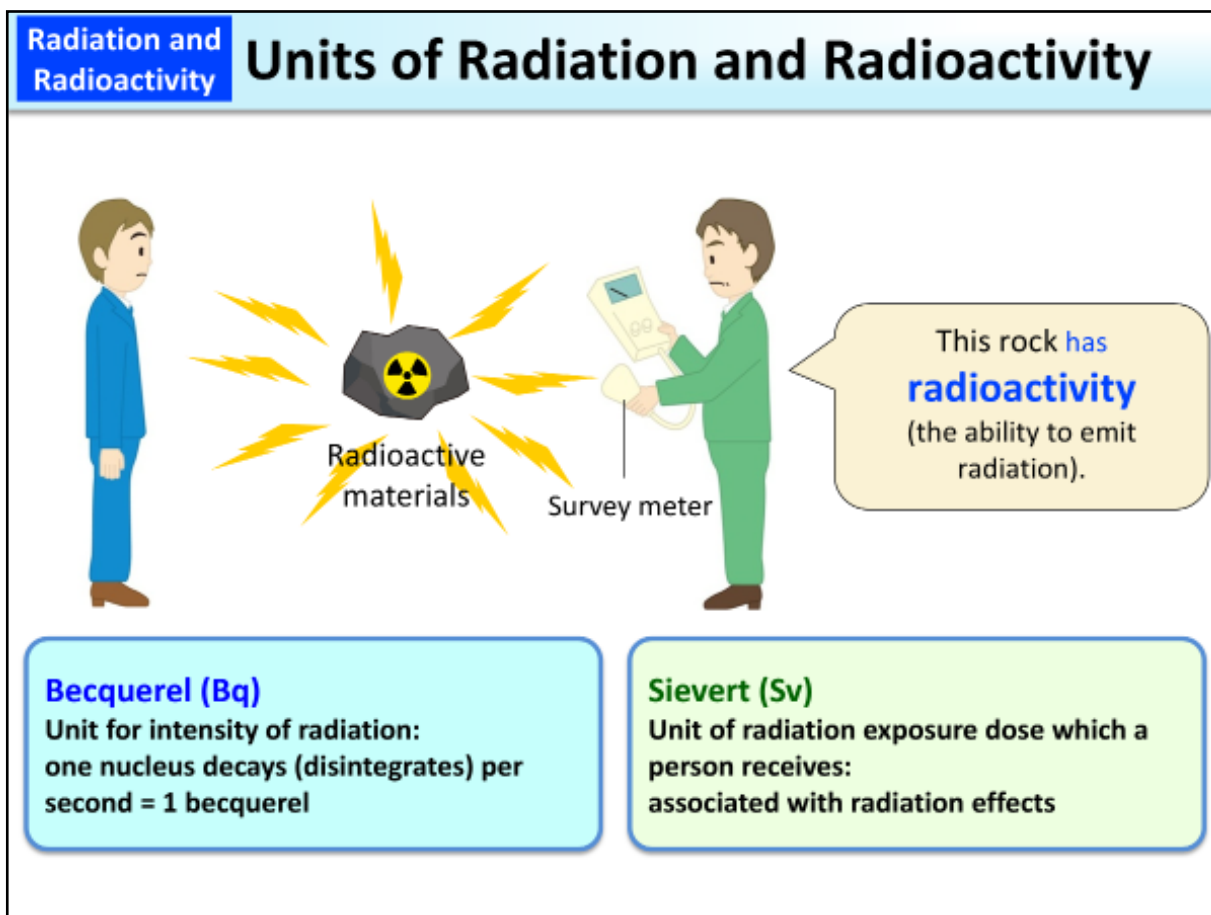 Radiation and
Radioactivity
Units of Radiation and Radioactivity
Radioactive
materials
Survey meter
This rock has
radioactivity
(the ability to emit
radiation).
Becquerel (Bq)
Unit for intensity of radiation:
one nucleus decays (disintegrates) per
second = 1 becquerel
Sievert (Sv)
Unit of radiation exposure dose which a
person receives:
associated with radiation effects